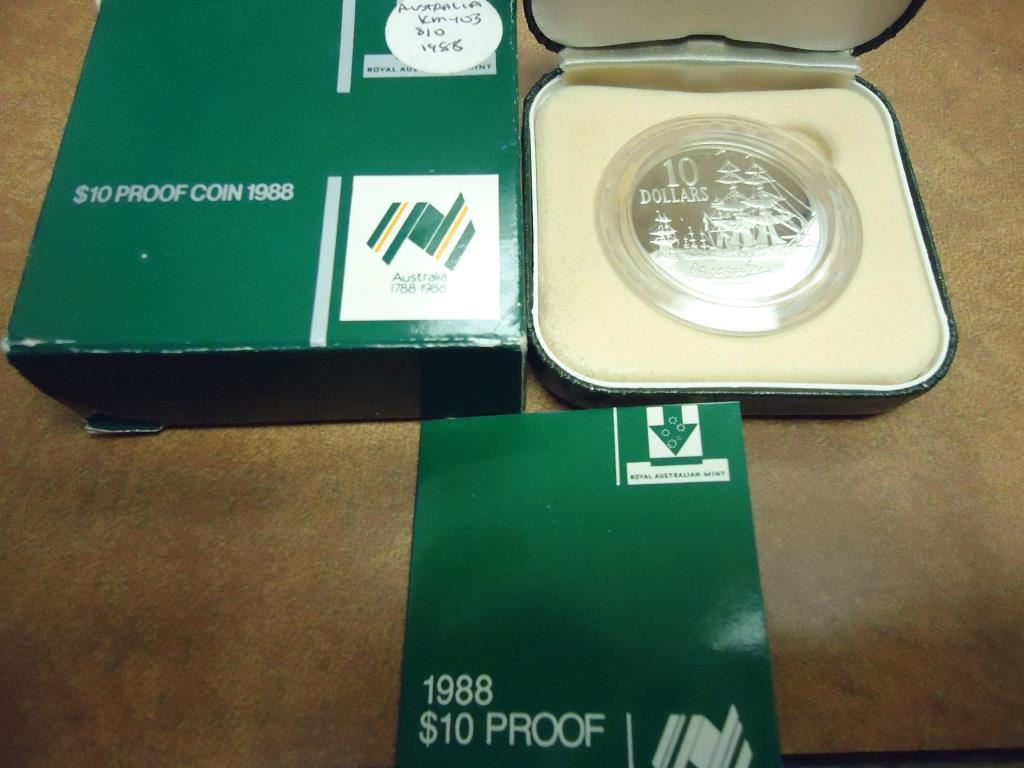 AUSTRALIA
KM-103
$10
1988
ROYAL AUS MINT
$10 PROOF COIN 1988
Australia
1788-1988
10
DOLLARS
ROYAL AUSTRALIAN MINT
1988
$10 PROOF